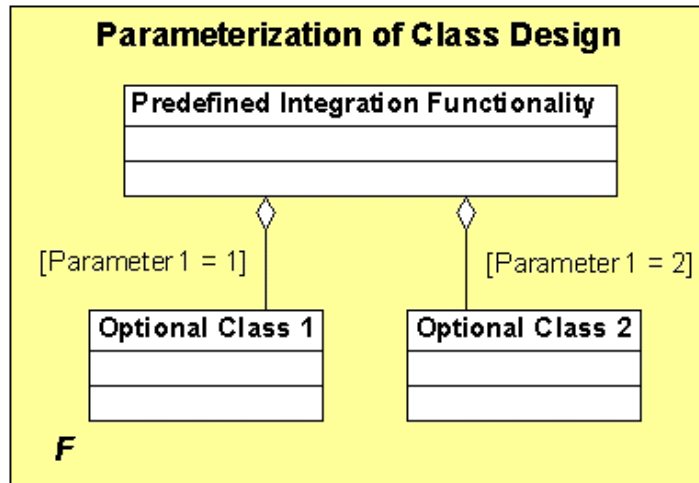 Parameterization of Class Design
Predefined Integration Functionality
[Parameter 1 = 1]
[Parameter 1 = 2]
Optional Class 1
Optional Class 2
F